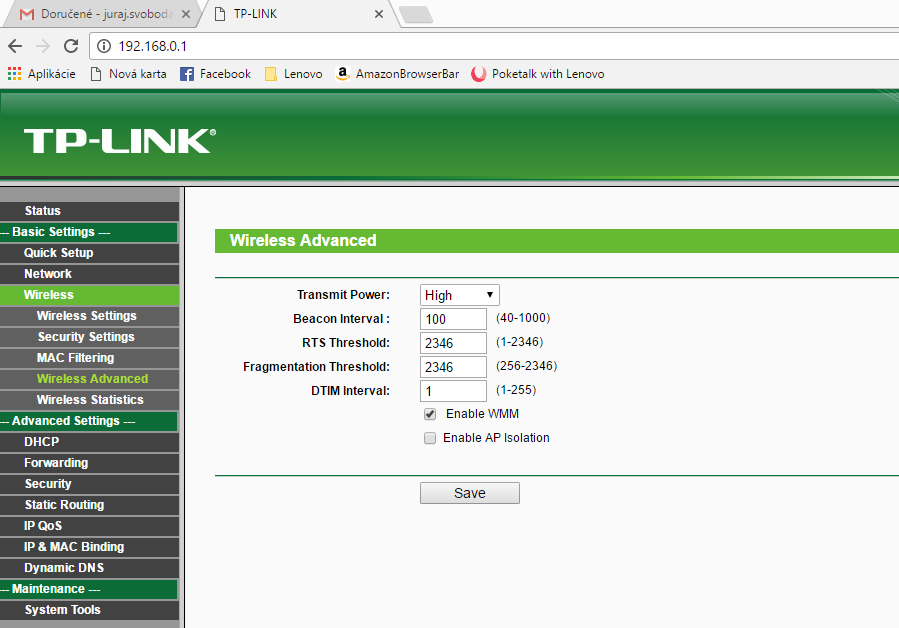 Doručené - juraj.svoboda
TP-LINK
192.168.0.1
Aplikácie Nová karta Facebook Lenovo AmazonBrowserBar Poketalk with Lenovo
TP-LINK®
Status
--- Basic Settings ---
Quick Setup
Network
Wireless
Wireless Settings
Security Settings
MAC Filtering
Wireless Advanced
Wireless Statistics
--- Advanced Settings ---
DHCP
Forwarding
Security
Static Routing
IP QoS
IP & MAC Binding
Dynamic DNS
--- Maintenance ---
System Tools
Wireless Advanced
Transmit Power: High
Beacon Interval : 100 (40-1000)
RTS Threshold: 2346 (1-2346)
Fragmentation Threshold: 2346 (256-2346)
DTIM Interval: 1 (1-255)
Enable WMM
Enable AP Isolation
Save